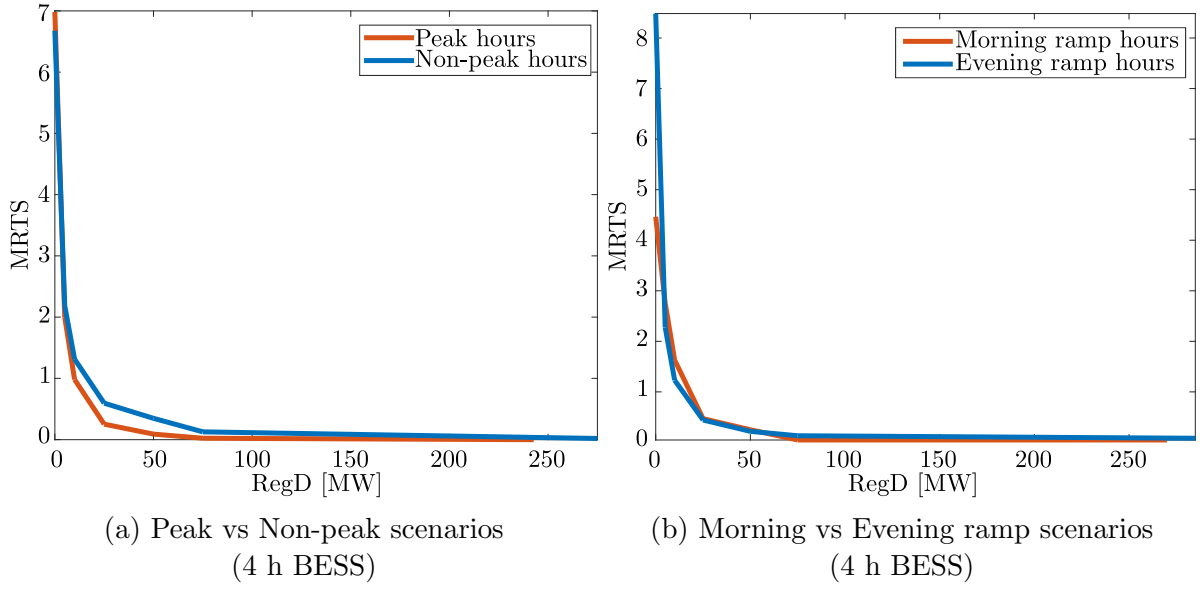 7
6
5
4
3
2
1
0
MRTS
0 50 100 150 200 250
RegD [MW]
Peak hours
Non-peak hours
(a) Peak vs Non-peak scenarios
(4 h BESS)
8
7
6
5
4
3
2
1
0
MRTS
0 50 100 150 200 250
RegD [MW]
Morning ramp hours
Evening ramp hours
(b) Morning vs Evening ramp scenarios
(4 h BESS)